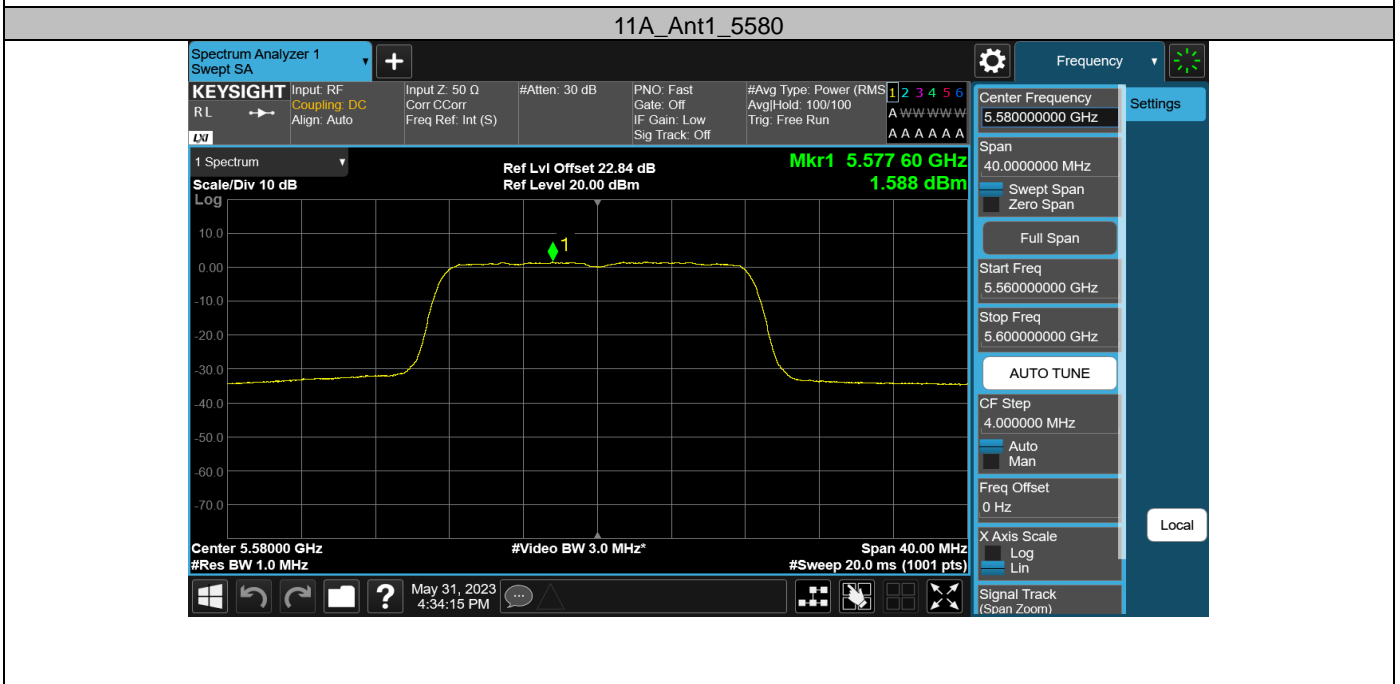 11A_Ant1_5580
Spectrum Analyzer 1
Swept SA
Frequency
KEYSIGHT
R L
LXI
Input: RF
Coupling: DC
Align: Auto
Input Z: 50 Ω
Corr CCorr
Freq Ref: Int (S)
#Atten: 30 dB
PNO: Fast
Gate: Off
IF Gain: Low
Sig Track: Off
#Avg Type: Power (RMS
Avg|Hold: 100/100
Trig: Free Run
1 2 3 4 5 6
A W W W W W
A A A A A A
1 Spectrum
Scale/Div 10 dB
Log
Ref Lvl Offset 22.84 dB
Ref Level 20.00 dBm
Mkr1 5.577 60 GHz
1.588 dBm
1
10.0
0.00
-10.0
-20.0
-30.0
-40.0
-50.0
-60.0
-70.0
Center 5.58000 GHz
#Res BW 1.0 MHz
#Video BW 3.0 MHz*
Span 40.00 MHz
#Sweep 20.0 ms (1001 pts)
Center Frequency
5.580000000 GHz
Span
40.0000000 MHz
Swept Span
Zero Span
Full Span
Start Freq
5.560000000 GHz
Stop Freq
5.600000000 GHz
AUTO TUNE
CF Step
4.000000 MHz
Auto
Man
Freq Offset
0 Hz
X Axis Scale
Log
Lin
Signal Track
(Span Zoom)
Settings
Local
?
May 31, 2023
4:34:15 PM